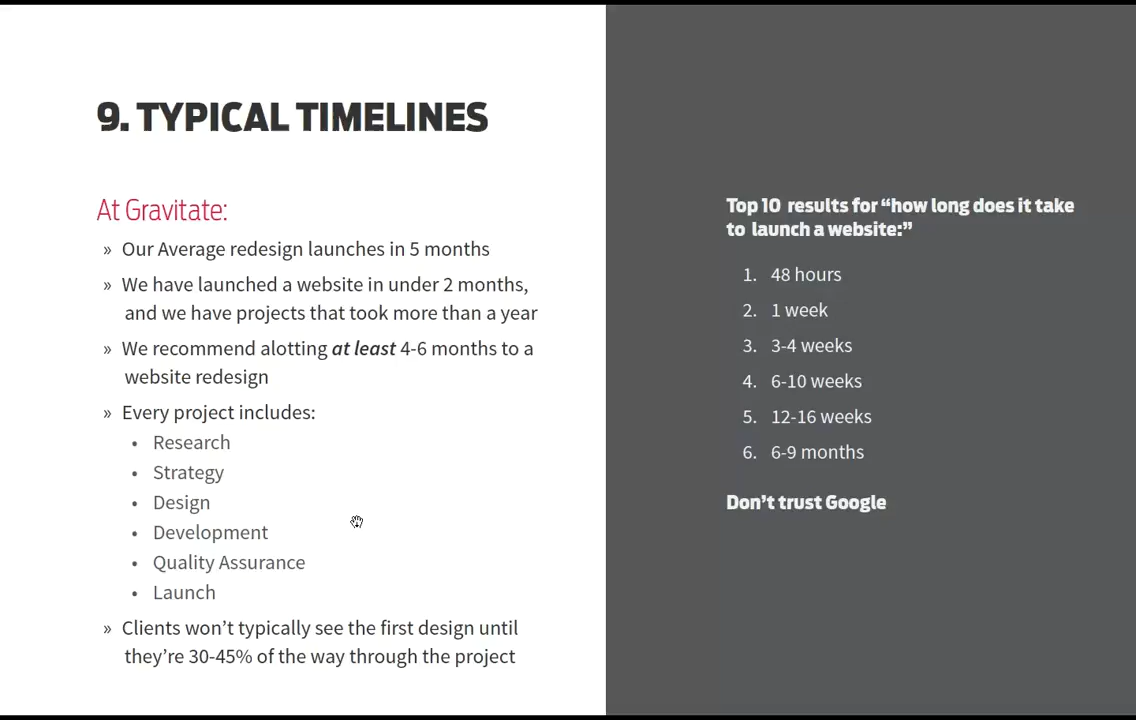 9. TYPICAL TIMELINES
At Gravitate:
» Our Average redesign launches in 5 months
» We have launched a website in under 2 months,
and we have projects that took more than a year
» We recommend alotting at least 4-6 months to a
website redesign
» Every project includes:
• Research
• Strategy
• Design
• Development
• Quality Assurance
• Launch
» Clients won’t typically see the first design until
they’re 30-45% of the way through the project
Top 10 results for “how long does it take
to launch a website:”
1. 48 hours
2. 1 week
3. 3-4 weeks
4. 6-10 weeks
5. 12-16 weeks
6. 6-9 months
Don’t trust Google